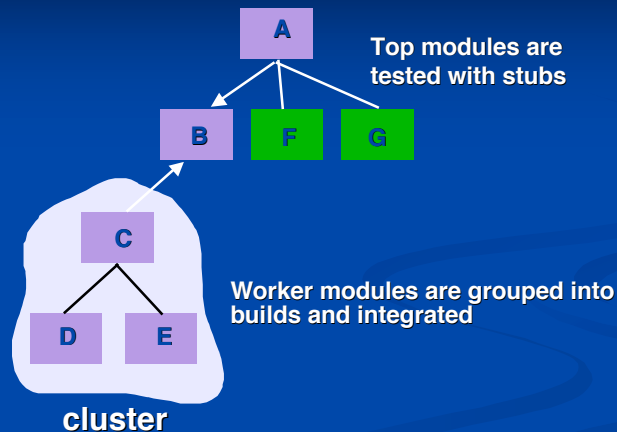 A
Top modules are
tested with stubs
B
F
G
C
Worker modules are grouped into
builds and integrated
D
E
cluster